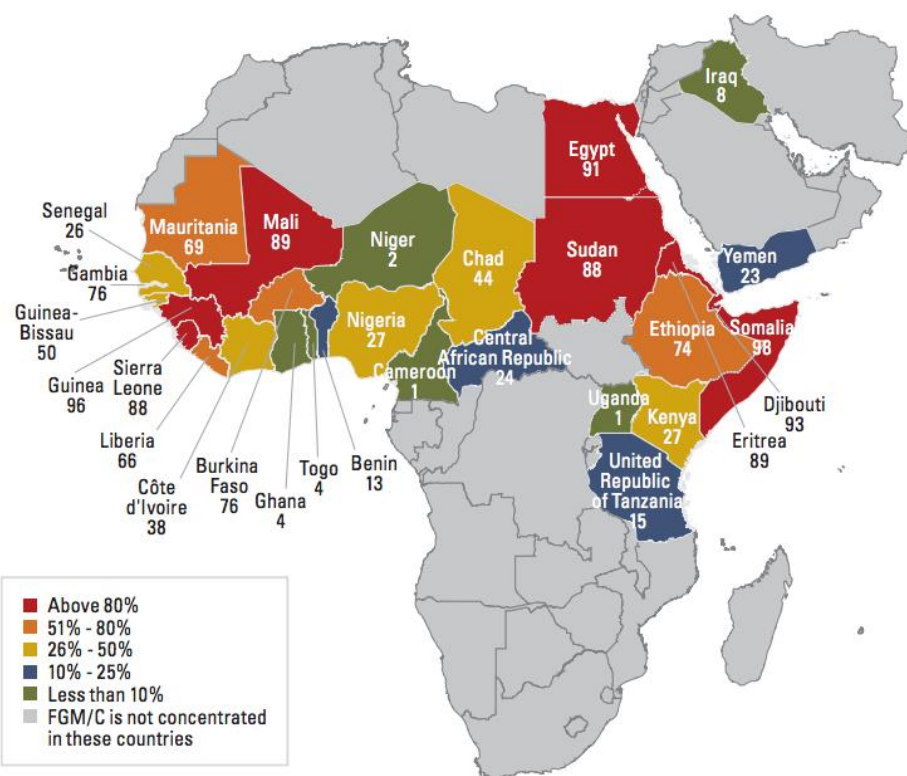 Iraq
8
Egypt
91
Senegal
26
Mauritania
69
Mali
89
Niger
2
Chad
44
Sudan
88
Yemen
23
Gambia
76
Guinea-
Bissau
50
Nigeria
27
Ethiopia
74
Somalia
98
Central
African Republic
24
Cameroon
1
Guinea
96
Sierra
Leone
88
Uganda
1
Kenya
27
Djibouti
93
Eritrea
89
Liberia
66
Côte
d'Ivoire
38
Burkina
Faso
76
Ghana
4
Togo
4
Benin
13
United
Republic
of Tanzania
15
Above 80%
51% - 80%
26% - 50%
10% - 25%
Less than 10%
FGM/C is not concentrated
in these countries